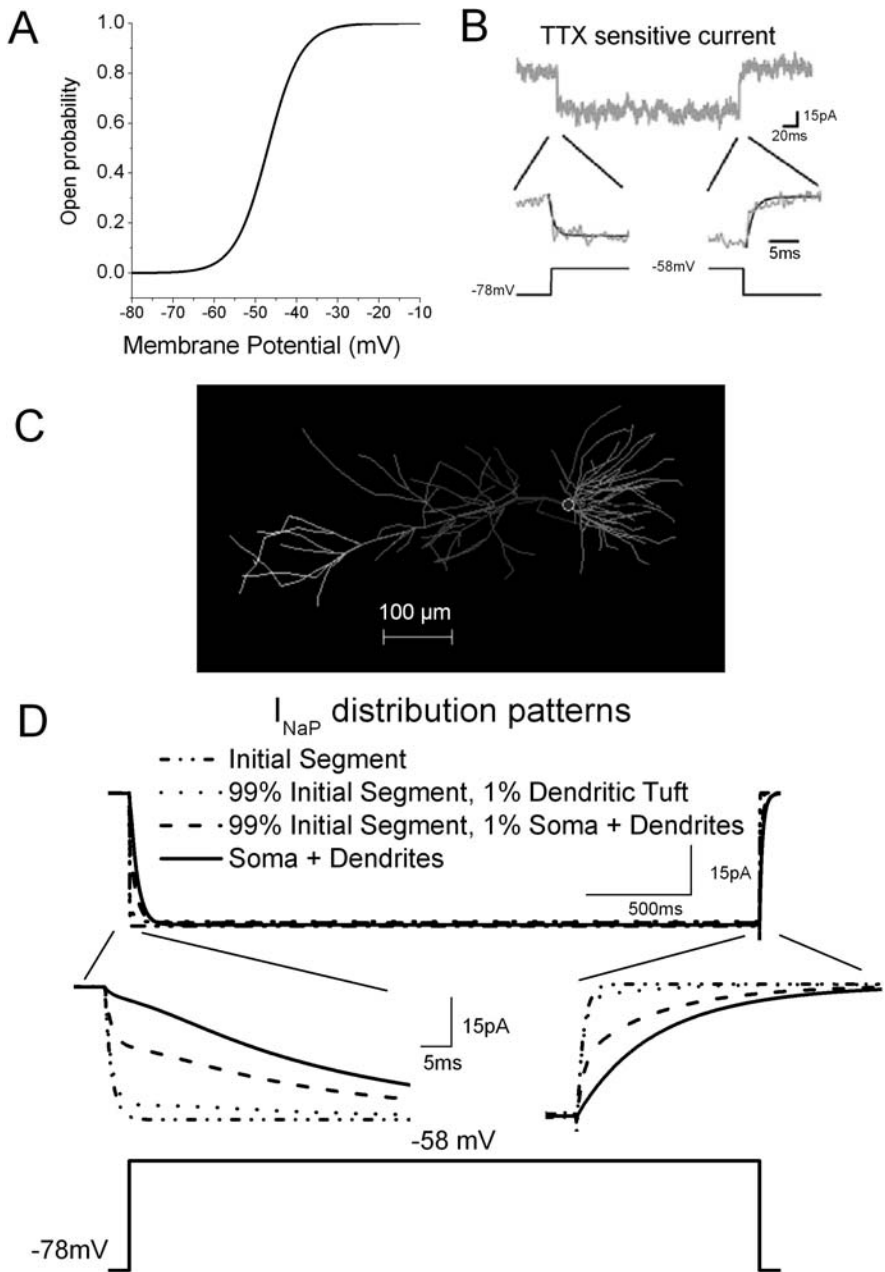 A
1.0
0.8
0.6
0.4
0.2
0.0
Open probability
-80 -70 -60 -50 -40 -30 -20 -10
Membrane Potential (mV)
B
TTX sensitive current
15pA
20ms
5ms
-58mV
-78mV
C
100 µm
D
I_NaP distribution patterns
Initial Segment
99% Initial Segment, 1% Dendritic Tuft
99% Initial Segment, 1% Soma + Dendrites
Soma + Dendrites
15pA
500ms
15pA
5ms
-58 mV
-78mV